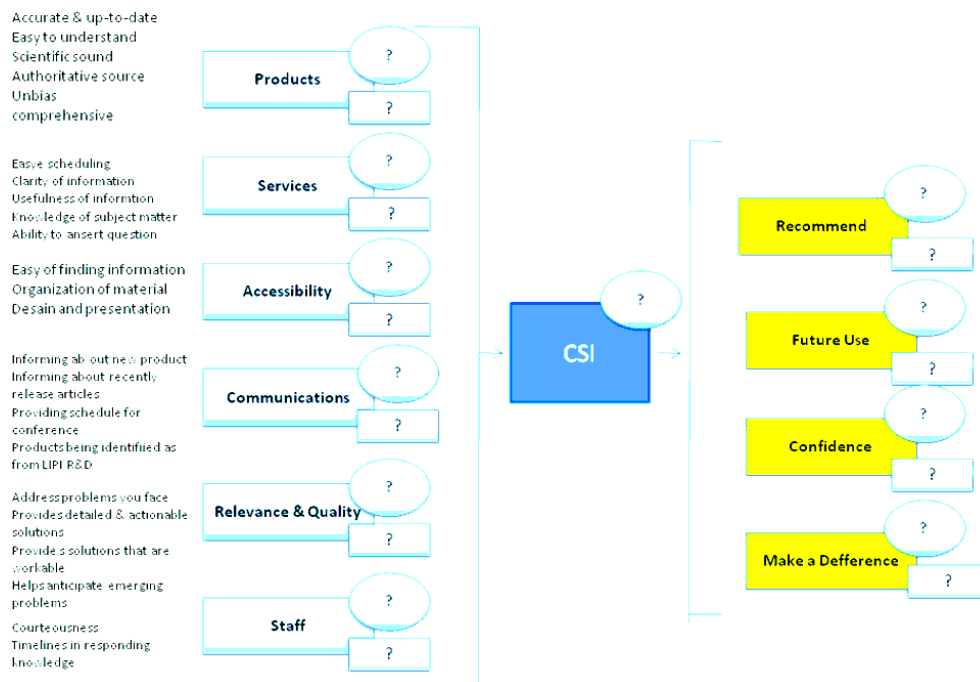 Accurate & up-to-date
Easy to understand
Scientific sound
Authoritative source
Unbias
comprehensive
?
Products
?
Easye scheduling
Clarity of information
Usefulness of informtion
Knowledge of subject matter
Ability to ansert question
?
Services
?
Easy of finding information
Organization of material
Desain and presentation
?
Accessibility
?
Informing ab out new product
Informing about recently
release articles
Providing schedule for
conference
Products being identifiied as
from LIPI R&D
?
Communications
?
Address problems you face
Provides detailed & actionable
solutions
Provide s solutions that are
workable
Helps anticipate emerging
problems
?
Relevance & Quality
?
Courteousness
Timelines in responding
knowledge
?
Staff
?
?
CSI
?
Recommend
?
?
Future Use
?
?
Confidence
?
?
Make a Defference
?